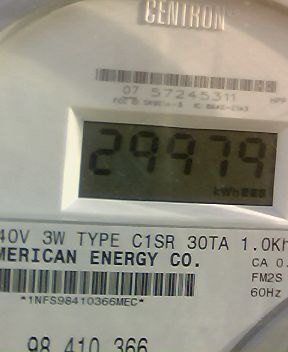 CENTRON
07 57245311
29979
kWh
40V 3W TYPE C1SR 30TA 1.0Kh
MERICAN ENERGY CO.
CA 0.
FM2S
60Hz
*1NFS98410366MEC*
98 410 366